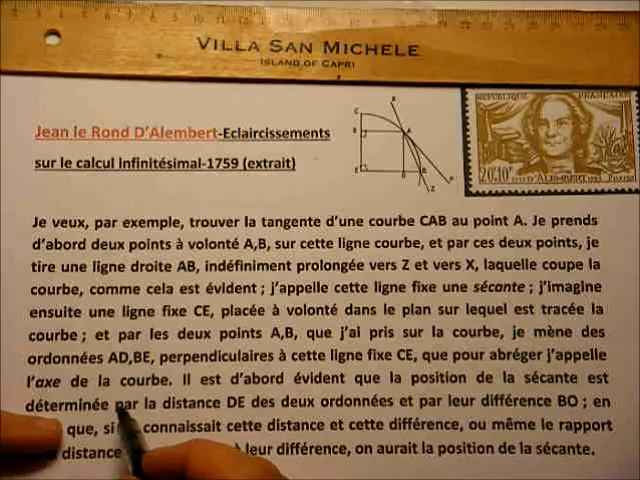 VILLA SAN MICHELE
ISLAND OF CAPRI
REPUBLIQUE FRANÇAISE
20f+10f D'ALEMBERT POSTES
Jean le Rond D'Alembert-Eclaircissements
sur le calcul infinitésimal-1759 (extrait)
Je veux, par exemple, trouver la tangente d'une courbe CAB au point A. Je prends
d'abord deux points à volonté A,B, sur cette ligne courbe, et par ces deux points, je
tire une ligne droite AB, indéfiniment prolongée vers Z et vers X, laquelle coupe la
courbe, comme cela est évident ; j'appelle cette ligne fixe une sécante ; j'imagine
ensuite une ligne fixe CE, placée à volonté dans le plan sur lequel est tracée la
courbe ; et par les deux points A,B, que j'ai pris sur la courbe, je mène des
ordonnées AD,BE, perpendiculaires à cette ligne fixe CE, que pour abréger j'appelle
l'axe de la courbe. Il est d'abord évident que la position de la sécante est
déterminée par la distance DE des deux ordonnées et par leur différence BO ; en
que, si connaissait cette distance et cette différence, ou même le rapport
distance à leur différence, on aurait la position de la sécante.